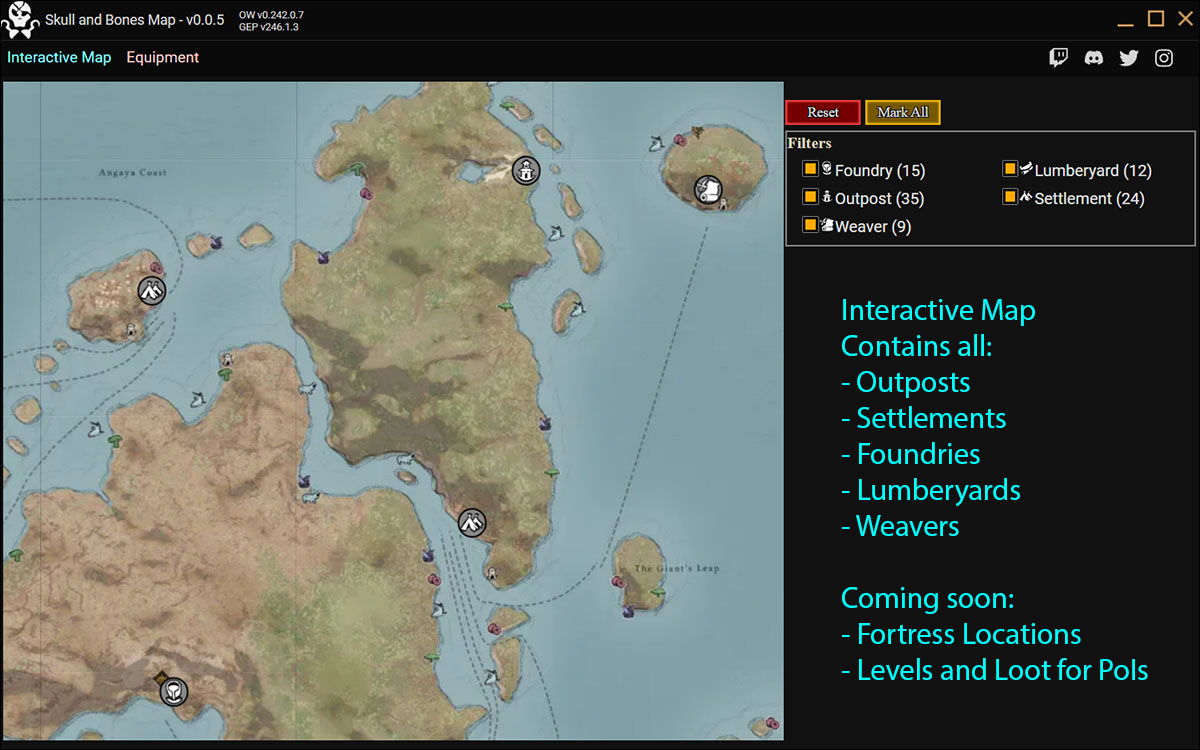 Skull and Bones Map - v0.0.5
OW v0.242.0.7
GEP v246.1.3
Interactive Map Equipment
Angaya Coast
The Giant's Leap
Reset Mark All
Filters
Foundry (15) Lumberyard (12)
Outpost (35) Settlement (24)
Weaver (9)
Interactive Map
Contains all:
- Outposts
- Settlements
- Foundries
- Lumberyards
- Weavers
Coming soon:
- Fortress Locations
- Levels and Loot for PoIs